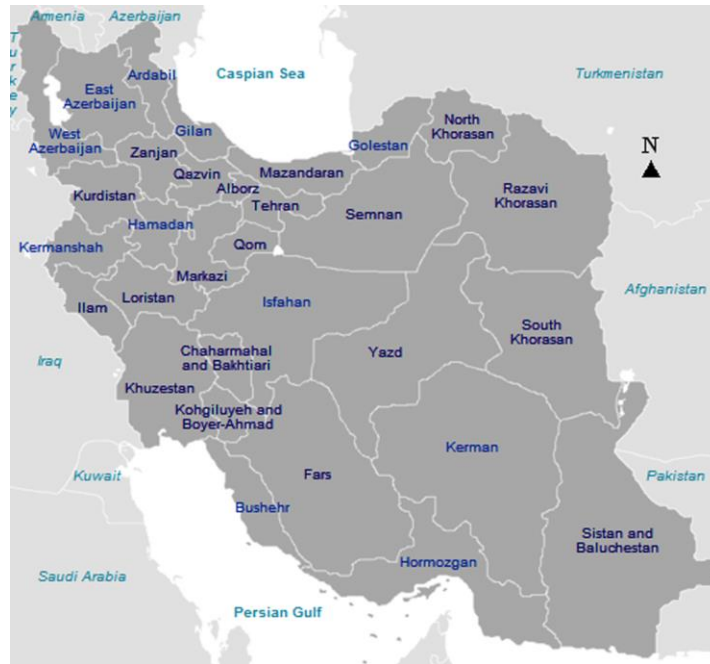 Armenia
Azerbaijan
Turkey
Ardabil
Caspian Sea
Turkmenistan
East
Azerbaijan
West
Azerbaijan
Gilan
Golestan
North
Khorasan
N
Zanjan
Qazvin
Mazandaran
Alborz
Tehran
Kurdistan
Semnan
Razavi
Khorasan
Hamadan
Kermanshah
Qom
Markazi
Afghanistan
Ilam
Loristan
Isfahan
South
Khorasan
Iraq
Chaharmahal
and Bakhtiari
Yazd
Khuzestan
Kohgiluyeh and
Boyer-Ahmad
Kerman
Kuwait
Fars
Pakistan
Bushehr
Sistan and
Baluchestan
Hormozgan
Saudi Arabia
Persian Gulf